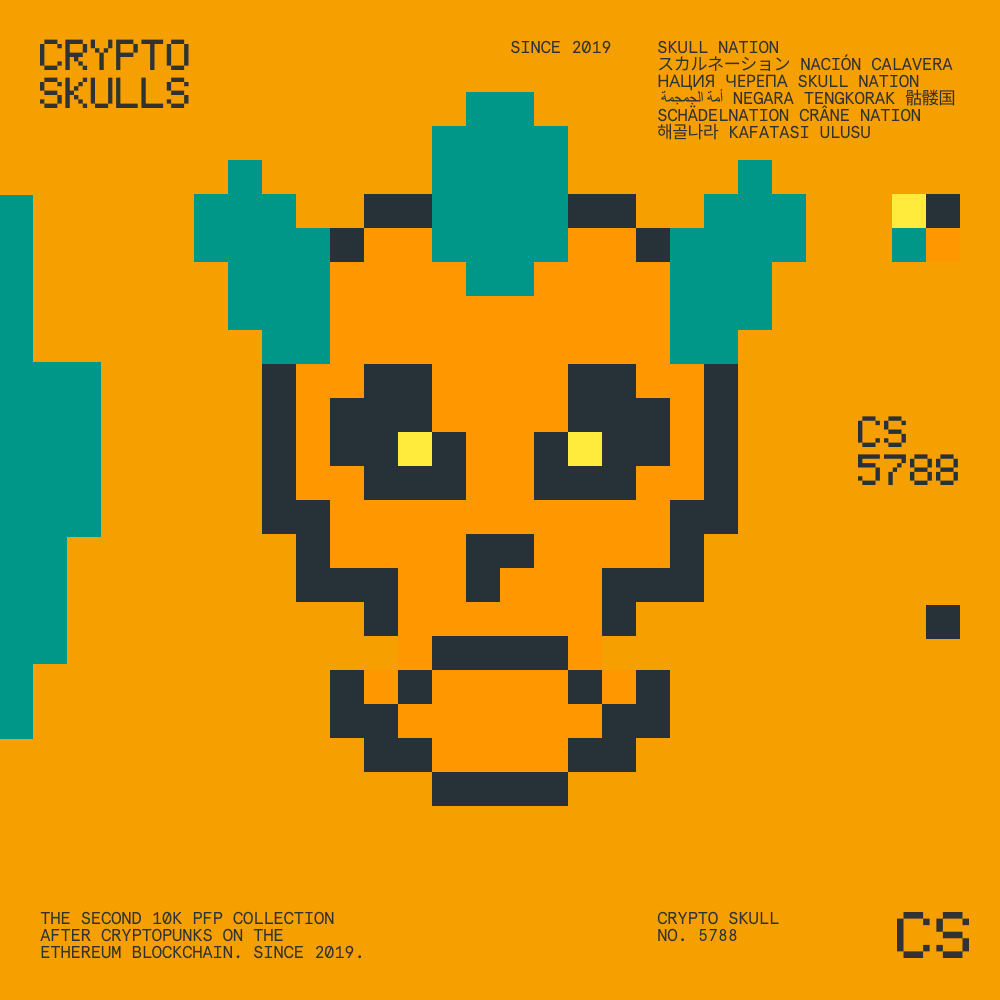 CRYPTO
SKULLS
SINCE 2019
SKULL NATION
スカルネーション NACIÓN CALAVERA
НАЦИЯ ЧЕРЕПА SKULL NATION
أمة الجمجمة NEGARA TENGKORAK 骷髅国
SCHÄDELNATION CRÂNE NATION
해골나라 KAFATASI ULUSU
CS
5788
THE SECOND 10K PFP COLLECTION
AFTER CRYPTOPUNKS ON THE
ETHEREUM BLOCKCHAIN. SINCE 2019.
CRYPTO SKULL
NO. 5788
CS